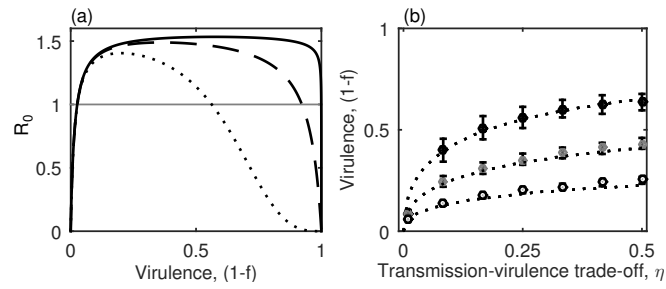 (a)
1.5
1
0.5
0
R0
0
0.5
1
Virulence, (1-f)
(b)
1
0.5
0
Virulence, (1-f)
0
0.25
0.5
Transmission-virulence trade-off, η